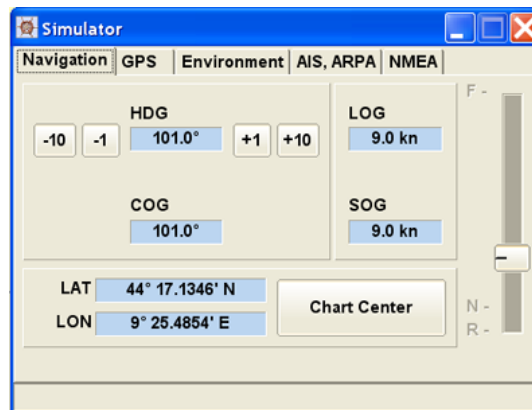 Simulator
Navigation GPS Environment AIS, ARPA NMEA
F -
HDG LOG
-10 -1 101.0° +1 +10 9.0 kn
COG SOG
101.0° 9.0 kn
LAT 44° 17.1346' N
Chart Center
N -
LON 9° 25.4854' E
R -